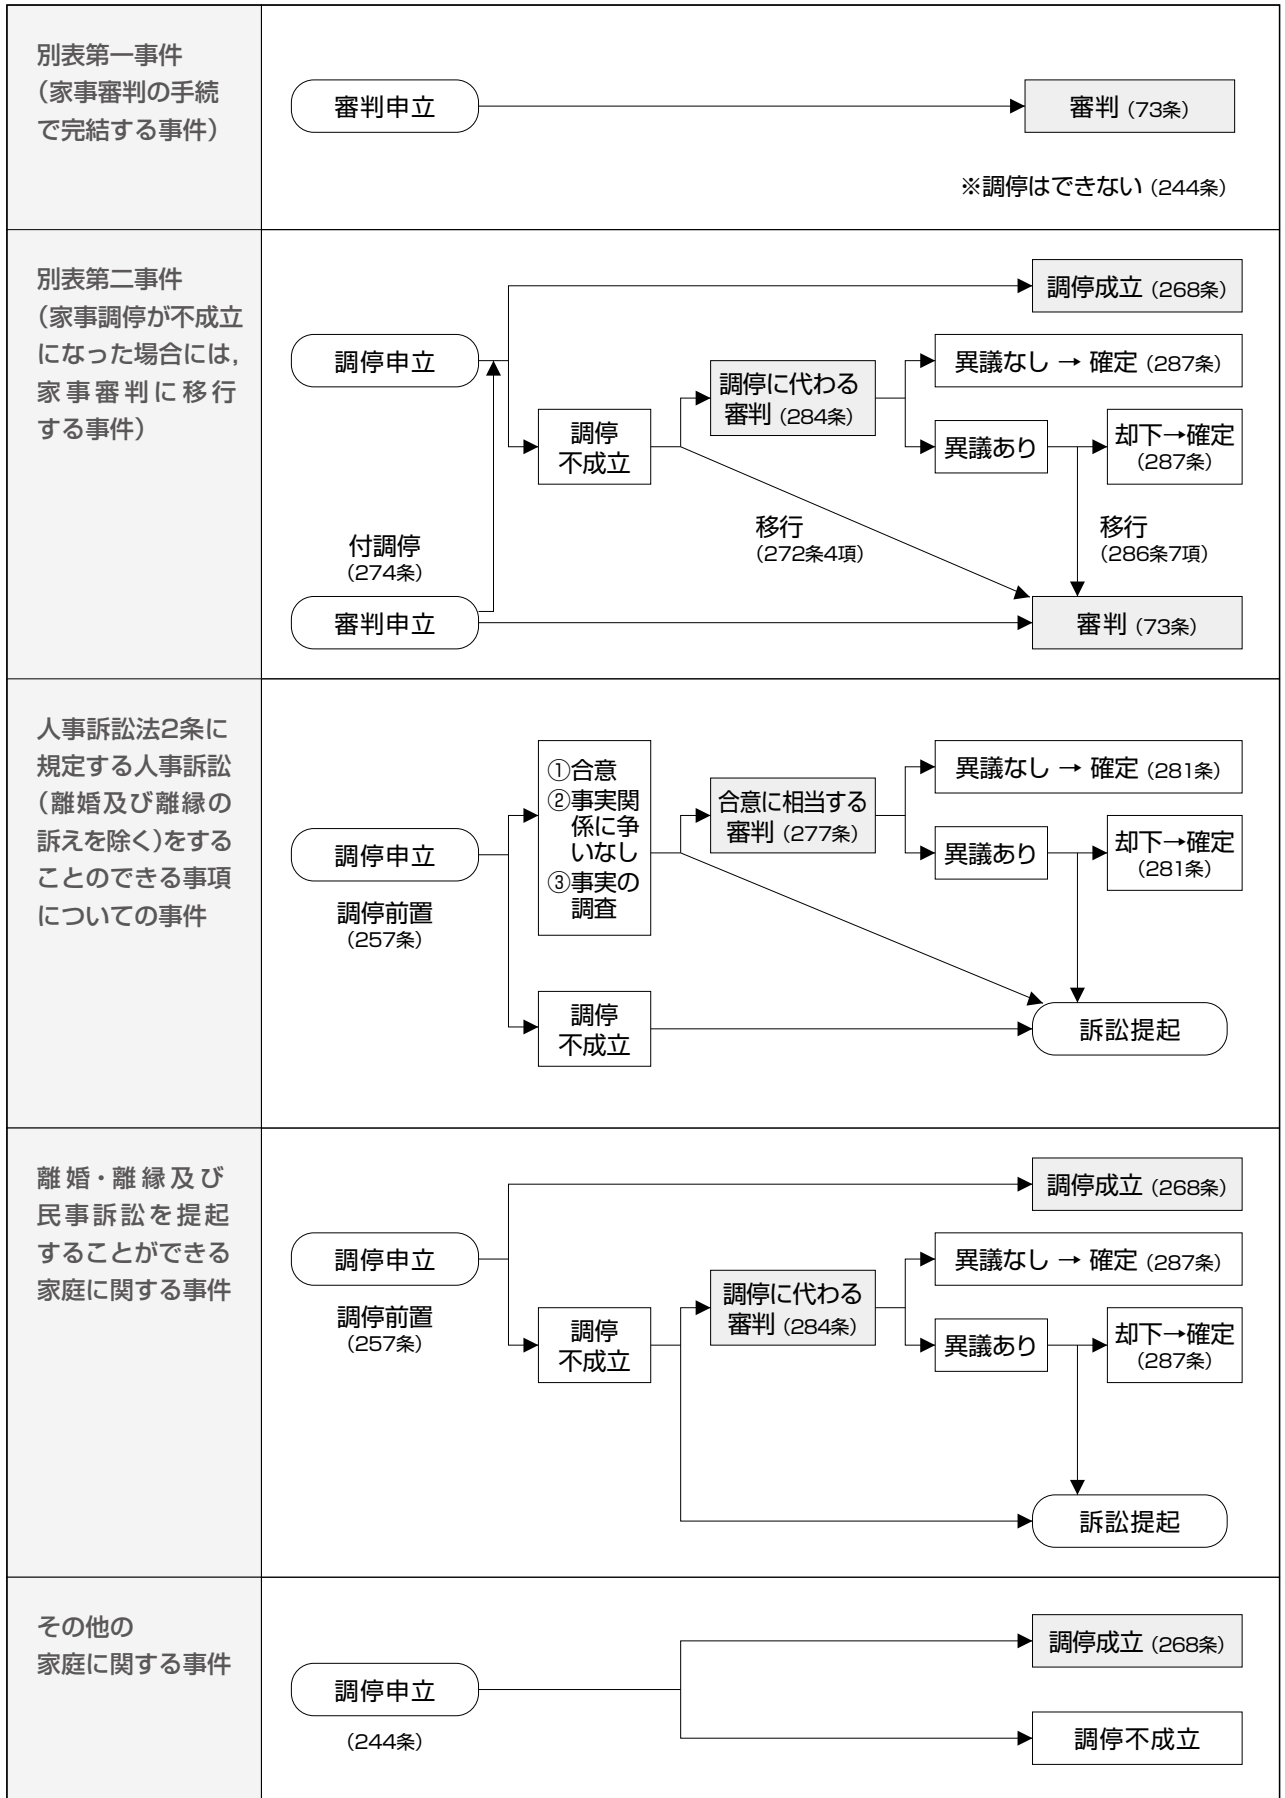 別表第一事件
（家事審判の手続
で完結する事件）
審判申立
審判（73条）
※調停はできない（244条）
別表第二事件
（家事調停が不成立
になった場合には，
家事審判に移行
する事件）
調停申立
調停成立（268条）
調停
不成立
調停に代わる
審判（284条）
異議なし → 確定（287条）
異議あり
却下→確定
（287条）
付調停
（274条）
移行
（272条4項）
移行
（286条7項）
審判申立
審判（73条）
人事訴訟法2条に
規定する人事訴訟
（離婚及び離縁の
訴えを除く）をする
ことのできる事項
についての事件
調停申立
調停前置
（257条）
①合意
②事実関
係に争
いなし
③事実の
調査
合意に相当する
審判（277条）
異議なし → 確定（281条）
異議あり
却下→確定
（281条）
調停
不成立
訴訟提起
離婚・離縁及び
民事訴訟を提起
することができる
家庭に関する事件
調停申立
調停前置
（257条）
調停成立（268条）
調停
不成立
調停に代わる
審判（284条）
異議なし → 確定（287条）
異議あり
却下→確定
（287条）
訴訟提起
その他の
家庭に関する事件
調停申立
（244条）
調停成立（268条）
調停不成立